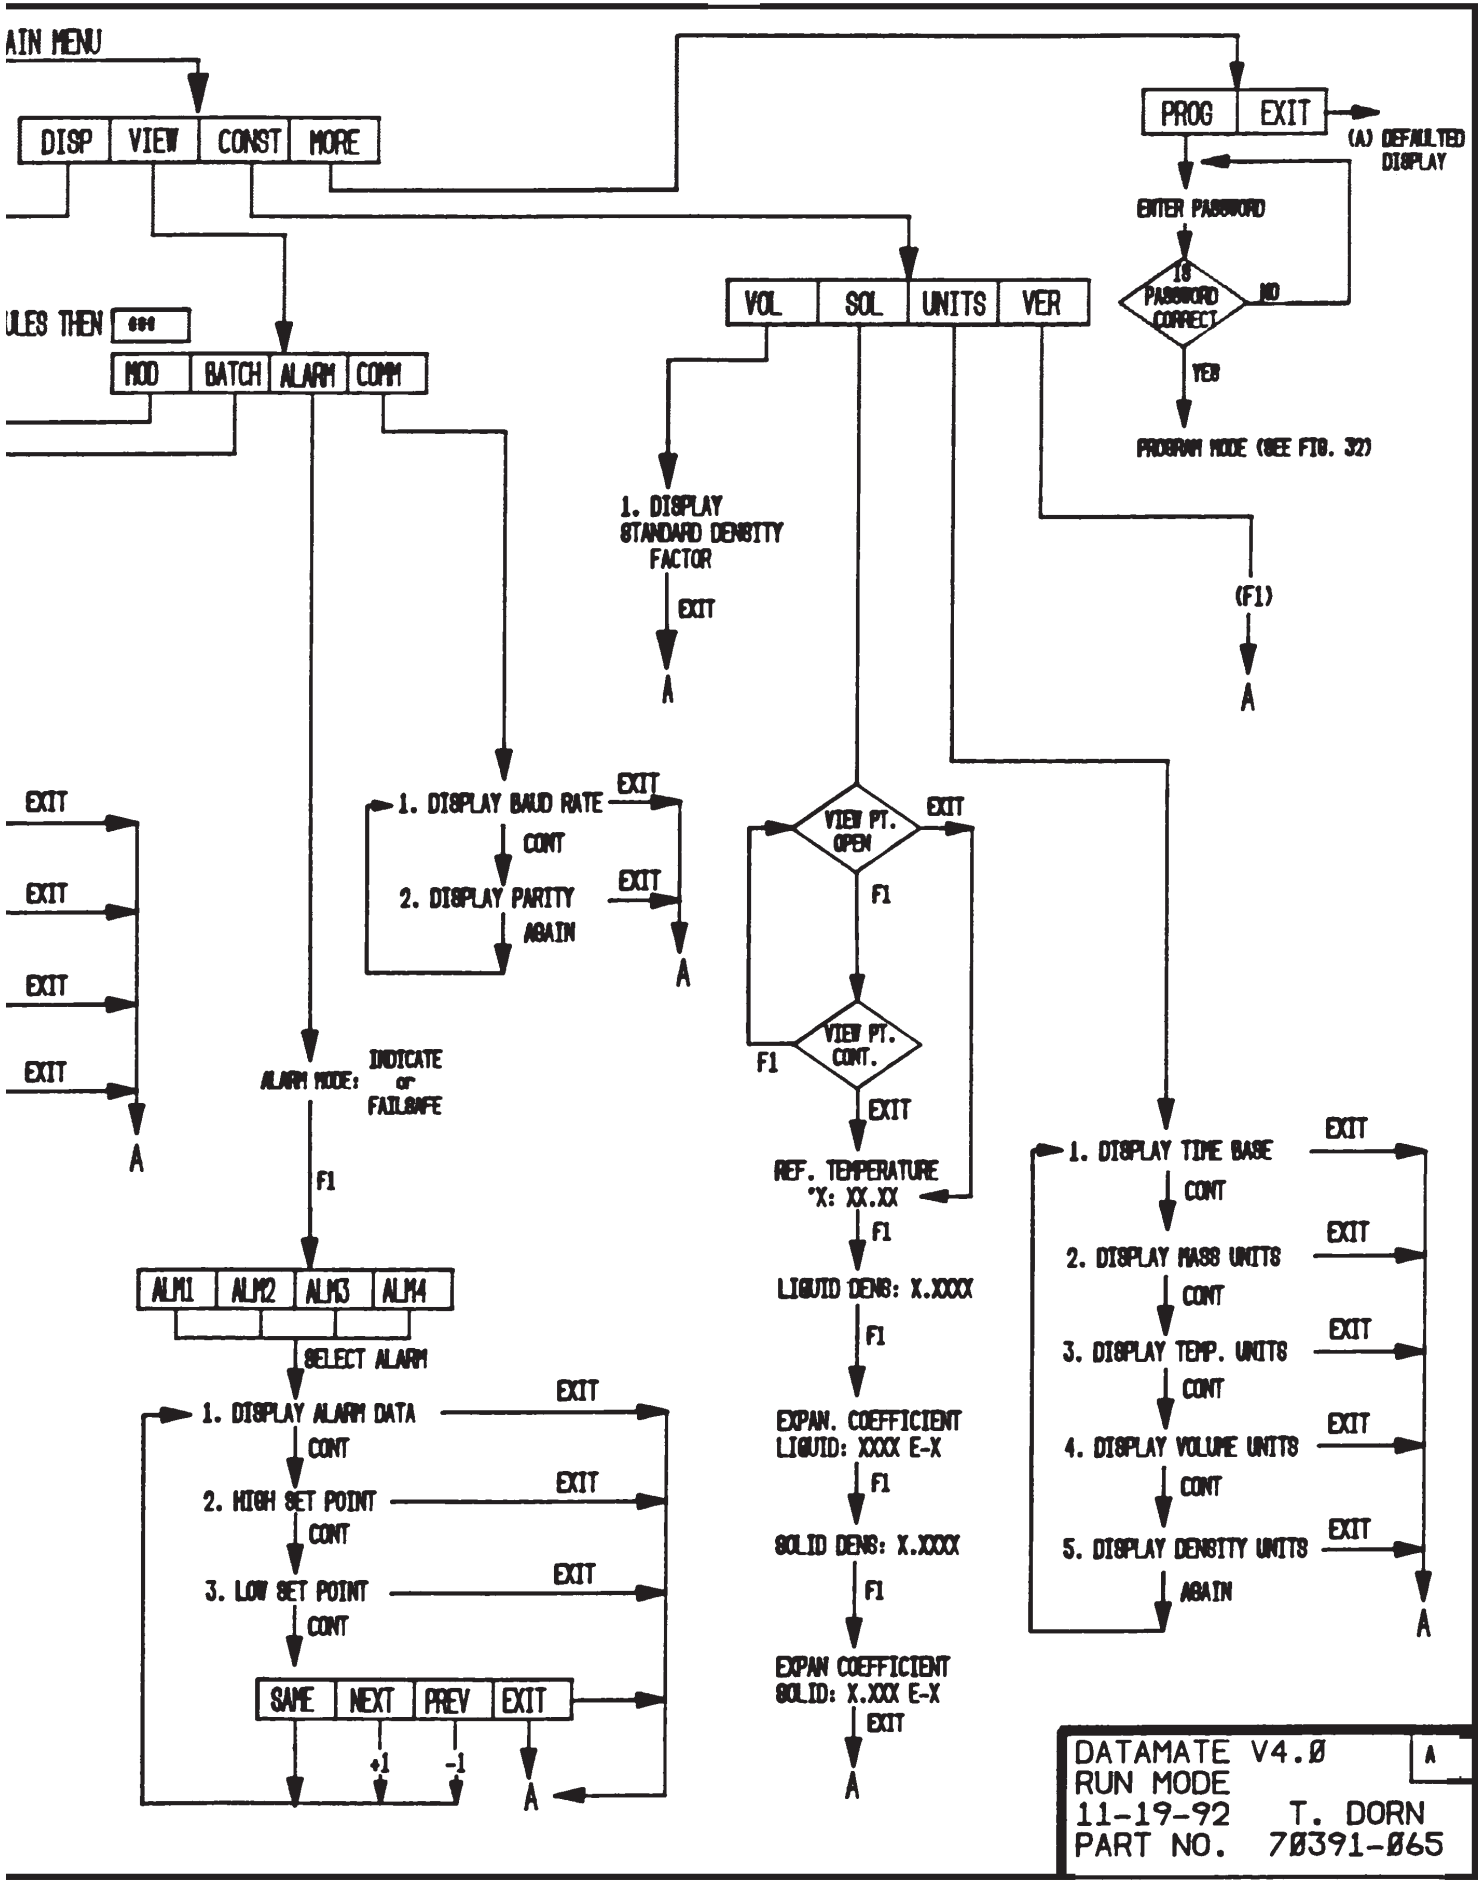 AIN MENU
DISP VIEW CONST MORE
PROG EXIT
(A) DEFAULTED
DISPLAY
ENTER PASSWORD
IS
PASSWORD
CORRECT
NO
YES
PROGRAM MODE (SEE FIG. 32)
VOL SOL UNITS VER
ULES THEN ***
MOD BATCH ALARM COMM
1. DISPLAY
STANDARD DENSITY
FACTOR
EXIT
A
(F1)
A
EXIT
EXIT
EXIT
EXIT
A
1. DISPLAY BAUD RATE
EXIT
CONT
2. DISPLAY PARITY
EXIT
AGAIN
A
VIEW PT.
OPEN
EXIT
F1
VIEW PT.
CONT.
F1
EXIT
REF. TEMPERATURE
°X: XX.XX
F1
LIQUID DENS: X.XXXX
F1
EXPAN. COEFFICIENT
LIQUID: XXXX E-X
F1
SOLID DENS: X.XXXX
F1
EXPAN COEFFICIENT
SOLID: X.XXX E-X
EXIT
A
ALARM MODE:
INDICATE
or
FAILSAFE
F1
ALM1 ALM2 ALM3 ALM4
SELECT ALARM
1. DISPLAY ALARM DATA
EXIT
CONT
2. HIGH SET POINT
EXIT
CONT
3. LOW SET POINT
EXIT
CONT
SAME NEXT PREV EXIT
+1
-1
A
1. DISPLAY TIME BASE
EXIT
CONT
2. DISPLAY MASS UNITS
EXIT
CONT
3. DISPLAY TEMP. UNITS
EXIT
CONT
4. DISPLAY VOLUME UNITS
EXIT
CONT
5. DISPLAY DENSITY UNITS
EXIT
AGAIN
A
DATAMATE V4.0
A
RUN MODE
11-19-92 T. DORN
PART NO. 70391-065